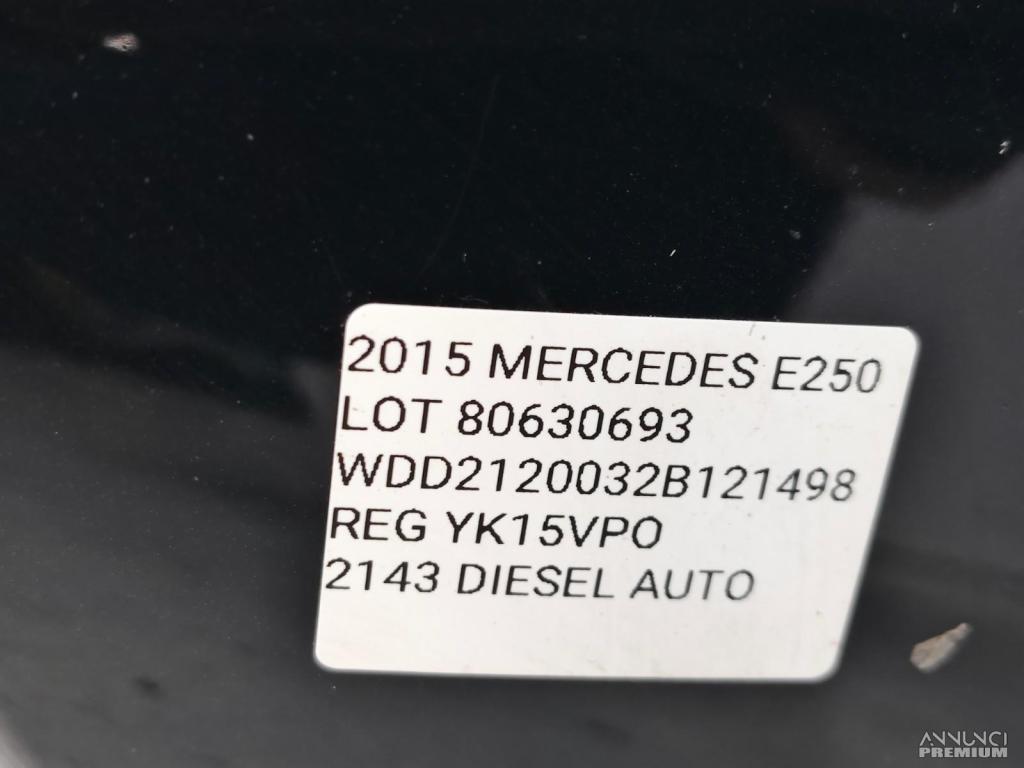 2015 MERCEDES E250
LOT 80630693
WDD2120032B121498
REG YK15VPO
2143 DIESEL AUTO
ANNUNCI
PREMIUM